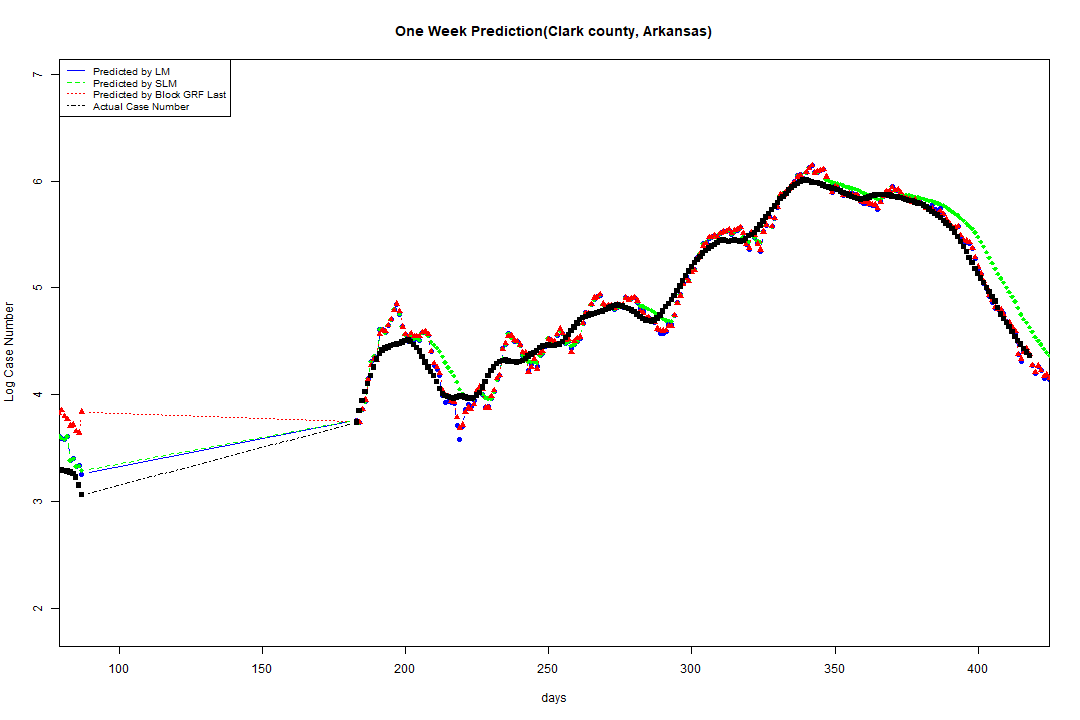 One Week Prediction(Clark county, Arkansas)
Predicted by LM
Predicted by SLM
Predicted by Block GRF Last
Actual Case Number
7
6
5
4
3
2
Log Case Number
100 150 200 250 300 350 400
days